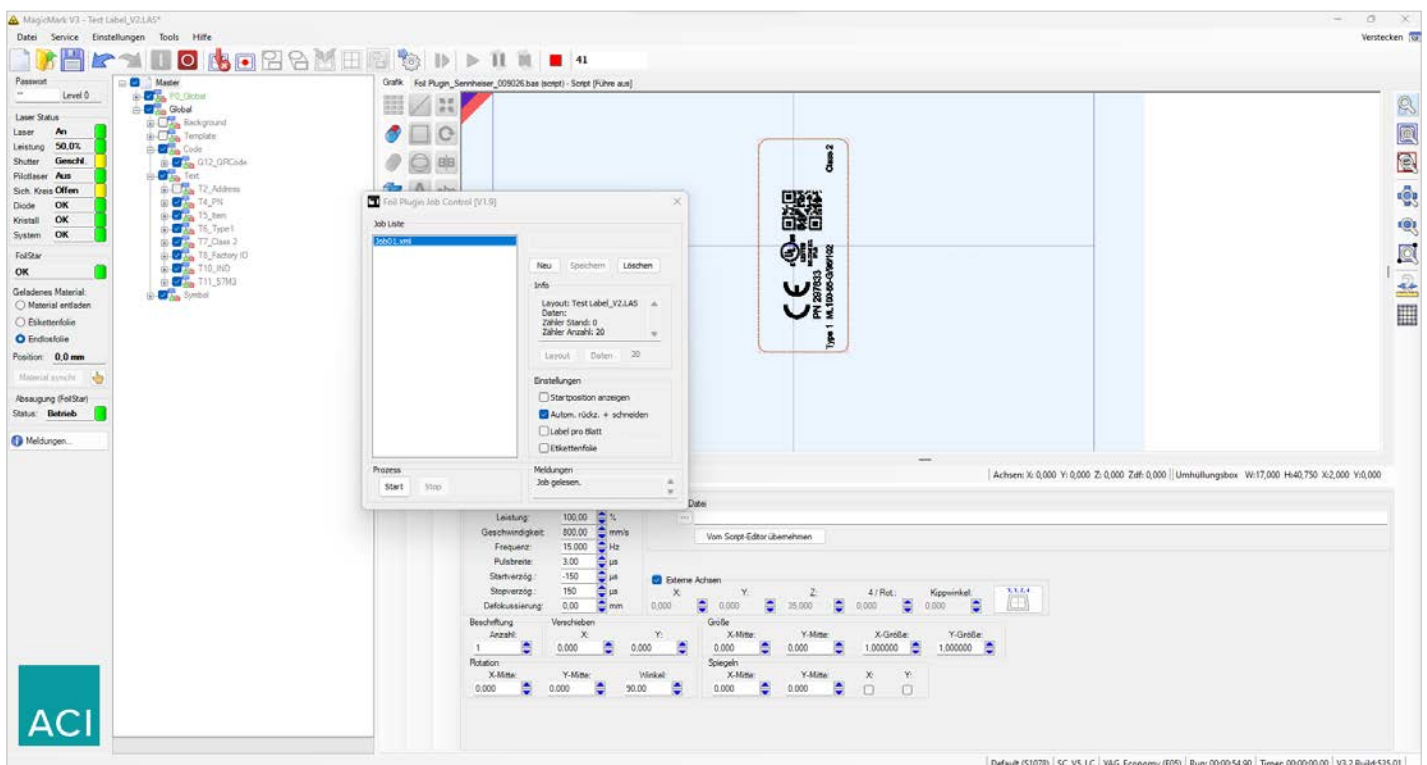 MagicMark V3 - Test Label_V2.LAS*
Datei Service Einstellungen Tools Hilfe
Verstecken
41
Passwort
** Level 0
Laser Status
Laser An
Leistung 50.0%
Shutter Geschl.
Pilotlaser Aus
Sich. Kreis Offen
Diode OK
Kristall OK
System OK
FoilStar
OK
Geladenes Material:
Material entladen
Etikettenfolie
Endlosfolie
Position: 0,0 mm
Material synchr.
Absaugung (FoilStar)
Status: Betrieb
Meldungen...
ACI
Master
F0_Global
Global
Background
Template
Code
G12_QRCode
Text
T2_Address
T4_PN
T5_Item
T6_Type1
T7_Class 2
T8_Factory ID
T10_IND
T11_57M3
Symbol
Grafik Foil Plugin_Sennheiser_009026.bas (script) - Script [Führe aus]
Class 2
CE
PN 297633
Type 1
Foil Plugin Job Control [V1.9]
Job Liste
Job01.xml
Neu Speichern Löschen
Info
Layout: Test Label_V2.LAS
Daten:
Zähler Stand: 0
Zähler Anzahl: 20
Layout Daten 20
Einstellungen
Startposition anzeigen
Autom. rückz. + schneiden
Label pro Blatt
Etikettenfolie
Prozess
Start Stop
Meldungen
Job gelesen.
Achsen: X: 0,000 Y: 0,000 Z: 0,000 Zdf: 0,000 Umhüllungsbox W:17,000 H:40,750 X:2,000 Y:0,000
Datei
Vom Script-Editor übernehmen
Leistung: 100,00 %
Geschwindigkeit: 800,00 mm/s
Frequenz: 15.000 Hz
Pulsbreite: 3.00 µs
Startverzög.: -150 µs
Stopverzög.: 150 µs
Defokussierung: 0,00 mm
Externe Achsen
X: Y: Z: 4 / Rot.: Kippwinkel:
0,000 0,000 35,000 0,000 0,000
X,Y,Z,4
Beschriftung Verschieben Größe
Anzahl: X: Y: X-Mitte: Y-Mitte: X-Größe: Y-Größe:
1 0.000 0.000 0.000 0.000 1,000000 1,000000
Rotation Spiegeln
X-Mitte: Y-Mitte: Winkel: X-Mitte: Y-Mitte: X: Y:
0.000 0.000 90.00 0.000 0.000
Default (S1070) SC_V5_LC YAG_Economy (E05) Run: 00:00:54,90 Timer: 00:00:00,00 V3.2 Build:535.01